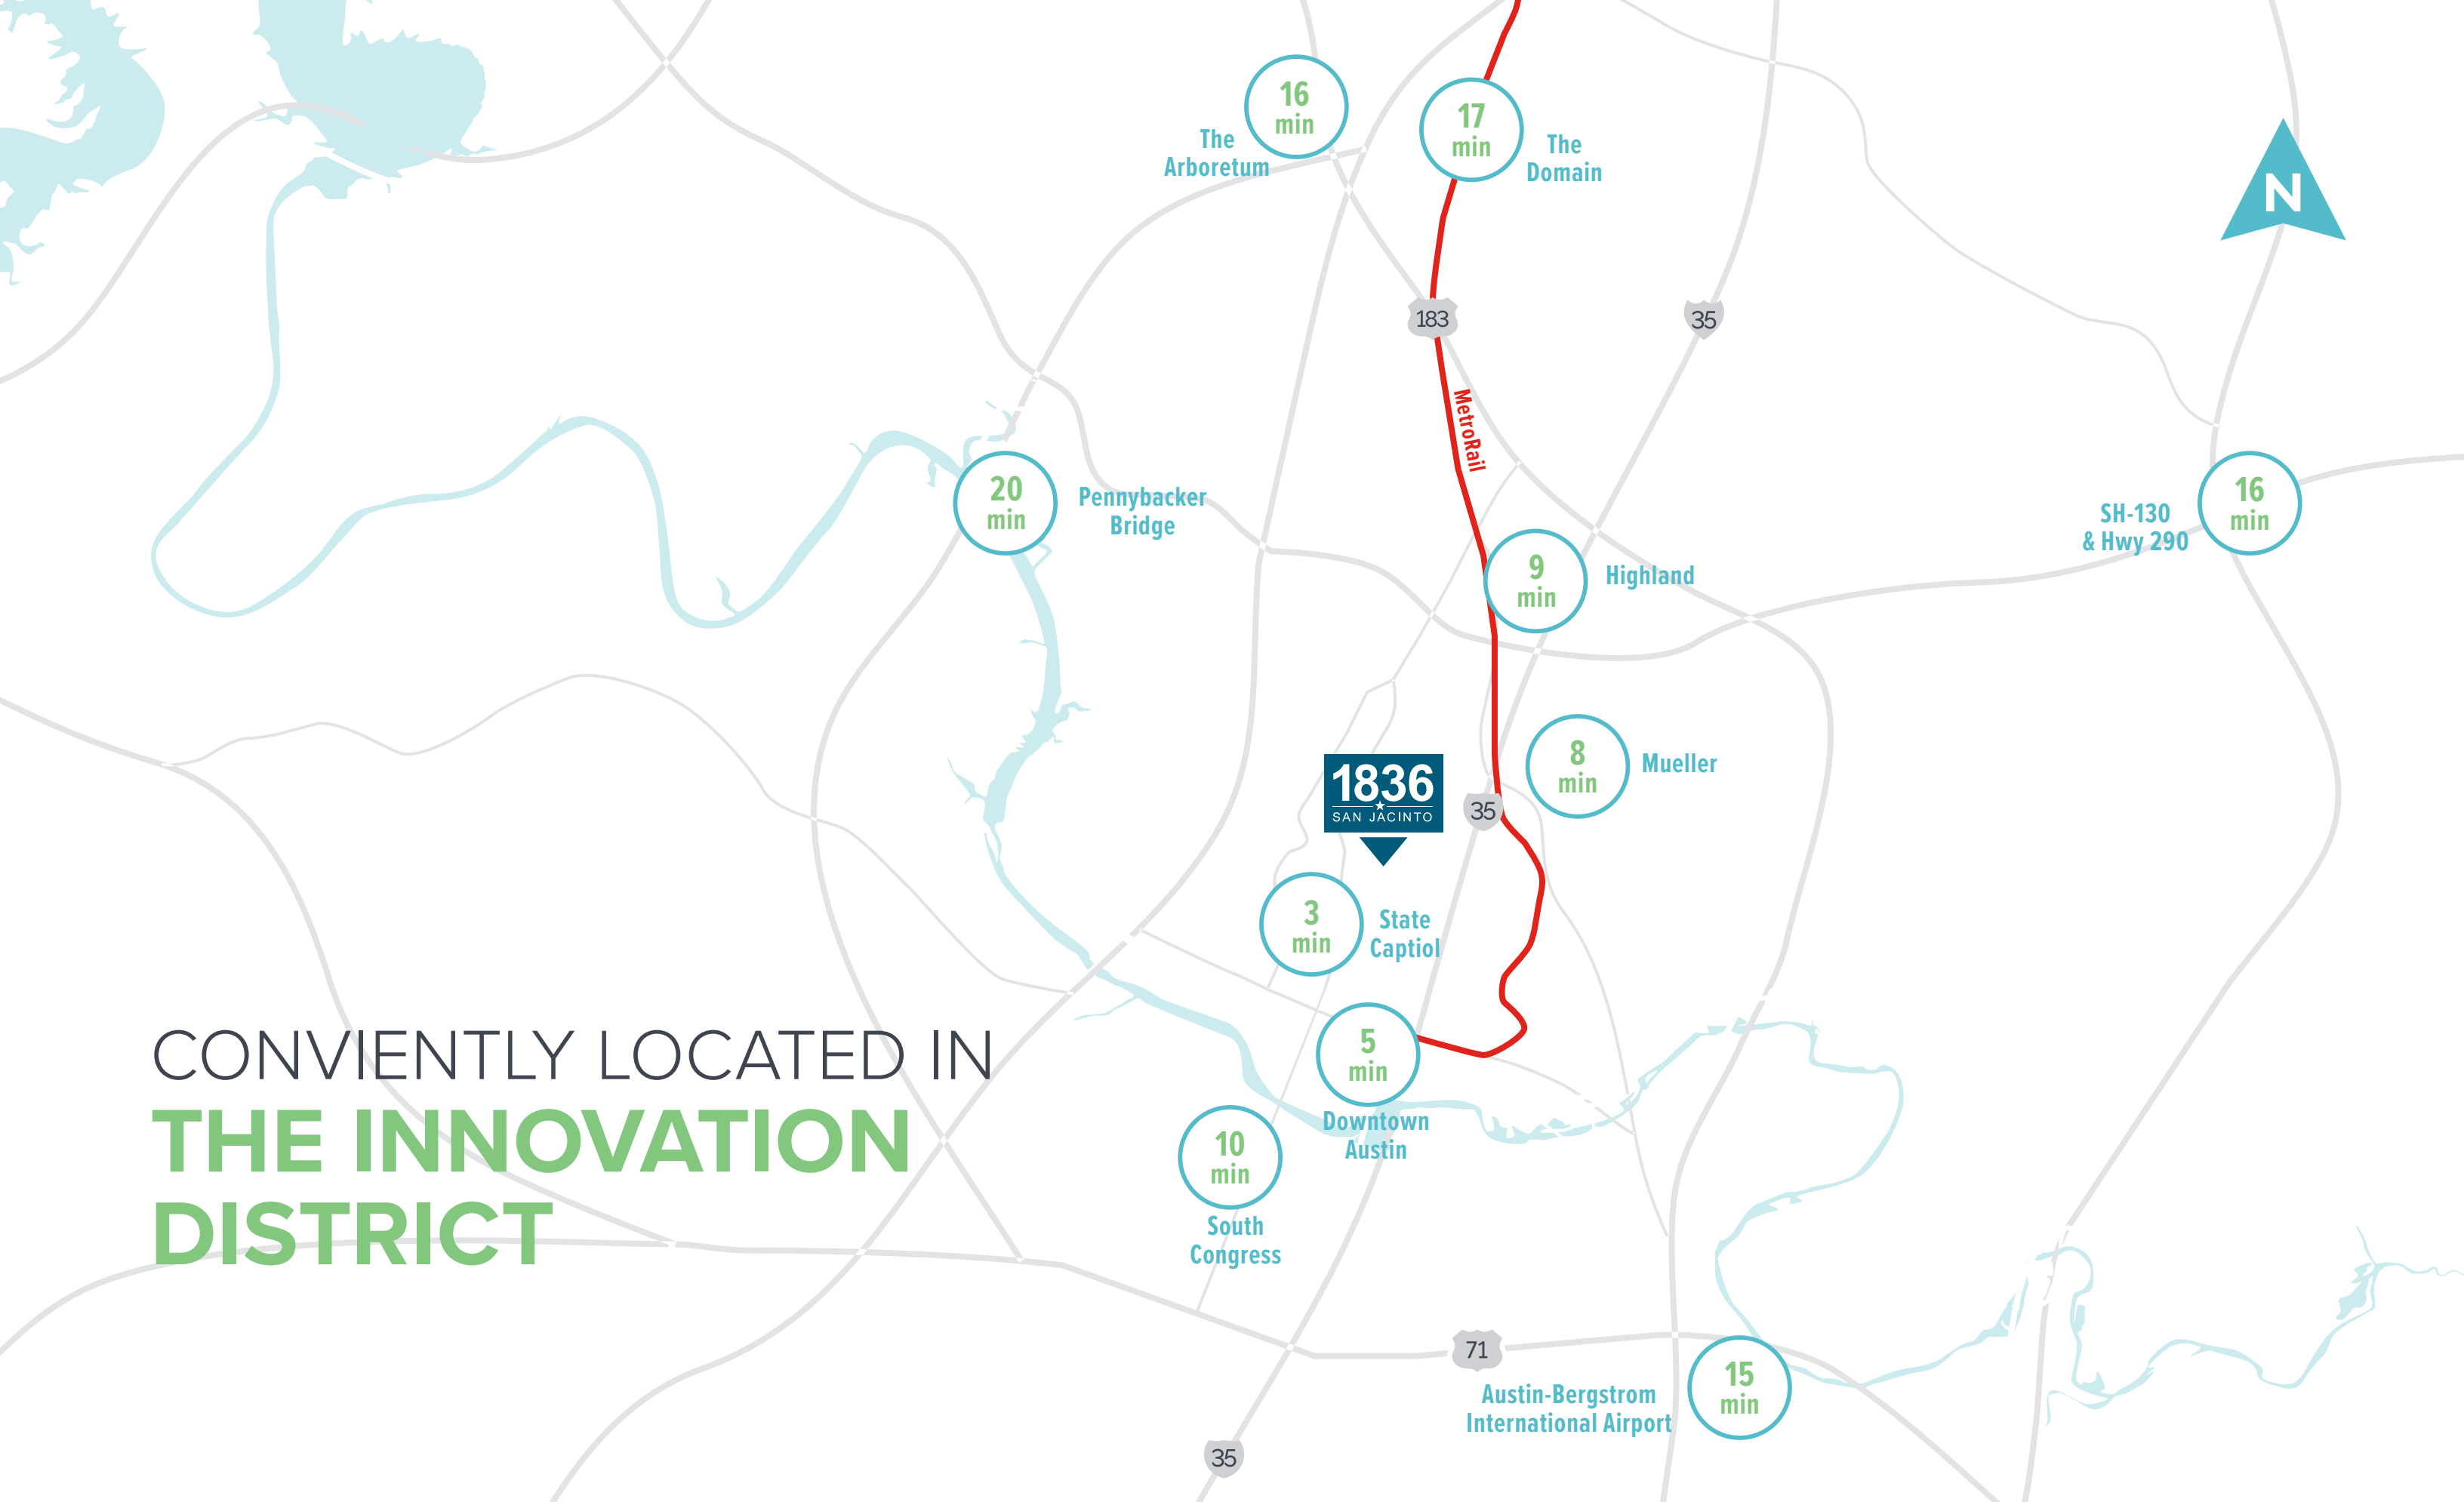 16
min
The
Arboretum
17
min
The
Domain
N
183
35
MetroRail
20
min
Pennybacker
Bridge
16
min
SH-130
& Hwy 290
9
min
Highland
8
min
Mueller
1836
SAN JACINTO
35
3
min
State
Captiol
5
min
Downtown
Austin
10
min
South
Congress
CONVIENTLY LOCATED IN
THE INNOVATION
DISTRICT
71
15
min
Austin-Bergstrom
International Airport
35